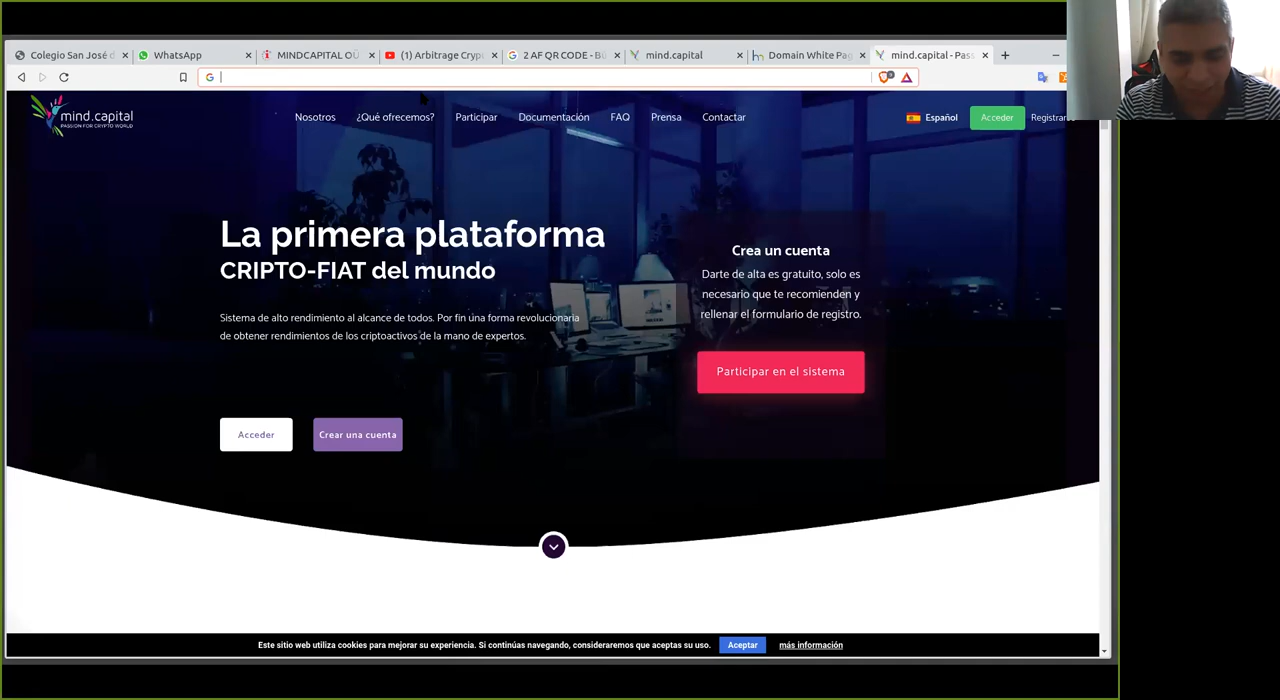 Colegio San José d
WhatsApp
MINDCAPITAL OÜ
(1) Arbitrage Cryp
2 AF QR CODE - Bú
mind.capital
Domain White Pag
mind.capital - Pass
mind.capital
PASSION FOR CRYPTO WORLD
Nosotros
¿Qué ofrecemos?
Participar
Documentación
FAQ
Prensa
Contactar
Español
Acceder
Registrars
La primera plataforma
CRIPTO-FIAT del mundo
Sistema de alto rendimiento al alcance de todos. Por fin una forma revolucionaria
de obtener rendimientos de los criptoactivos de la mano de expertos.
Acceder
Crear una cuenta
Crea un cuenta
Darte de alta es gratuito, solo es
necesario que te recomienden y
rellenar el formulario de registro.
Participar en el sistema
Este sitio web utiliza cookies para mejorar su experiencia. Si continúas navegando, consideraremos que aceptas su uso.
Aceptar
más información